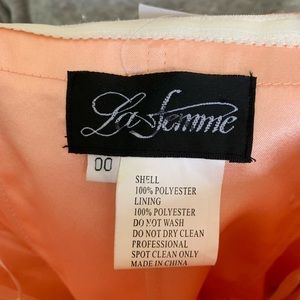 La Femme
00
SHELL
100% POLYESTER
LINING
100% POLYESTER
DO NOT WASH
DO NOT DRY CLEAN
PROFESSIONAL
SPOT CLEAN ONLY
MADE IN CHINA